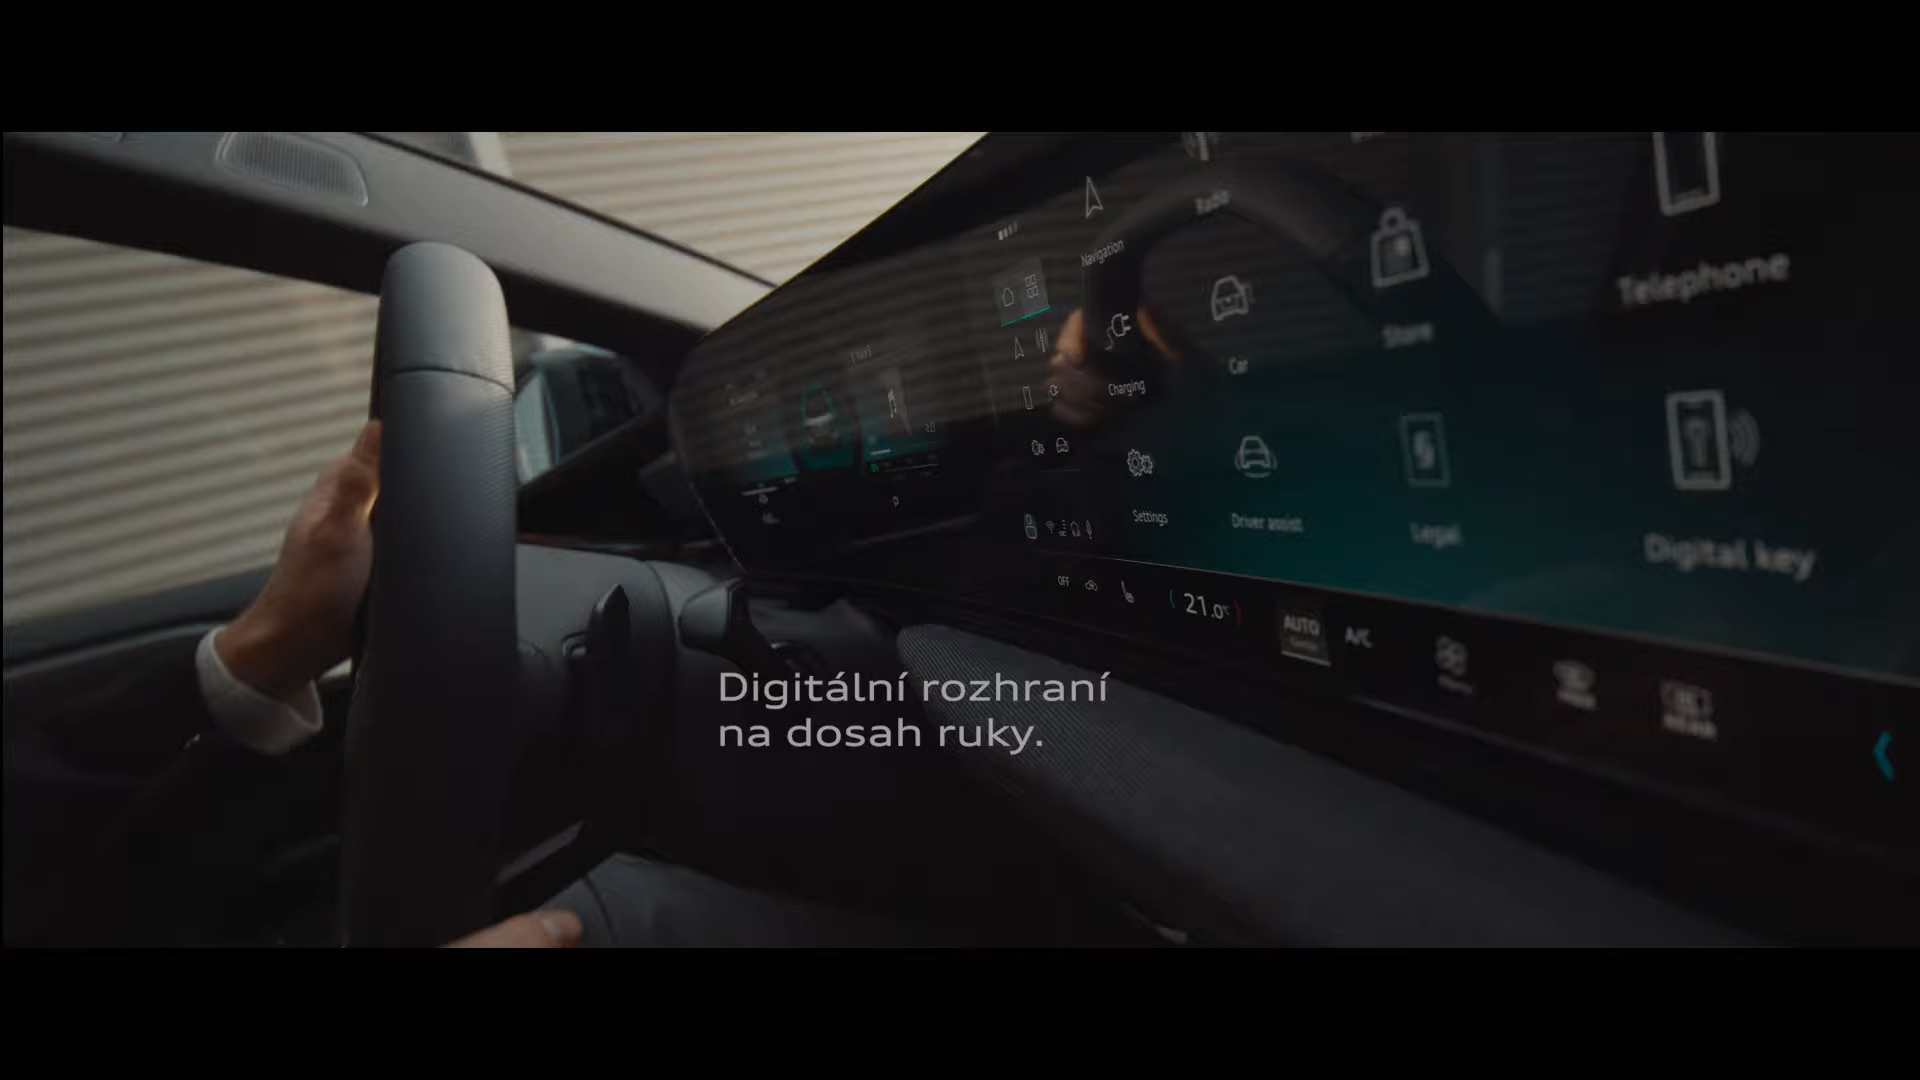 Radio
Navigation
Telephone
Store
Car
Charging
Digital key
Settings
Driver assist
Legal
OFF
21.0°C
AUTO
A/C
D
Digitální rozhraní
na dosah ruky.